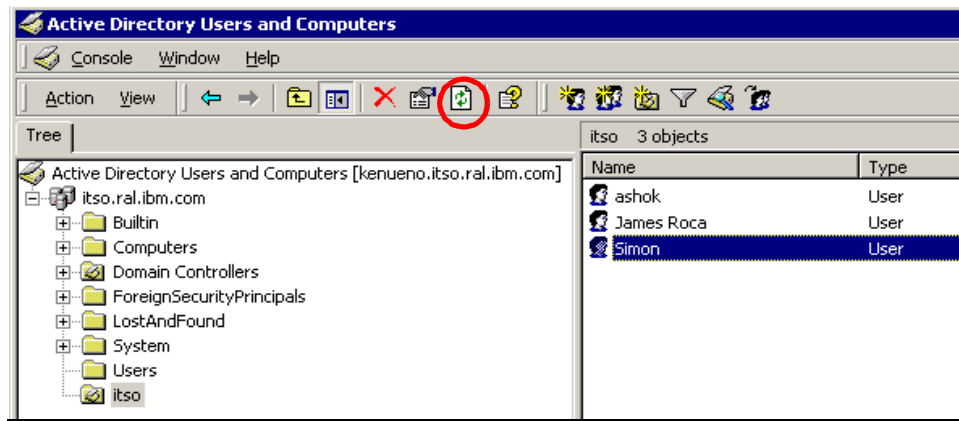 Active Directory Users and Computers
Console Window Help
Action View
Tree
itso 3 objects
Active Directory Users and Computers [kenueno.itso.ral.ibm.com]
itso.ral.ibm.com
Builtin
Computers
Domain Controllers
ForeignSecurityPrincipals
LostAndFound
System
Users
itso
Name Type
ashok User
James Roca User
Simon User